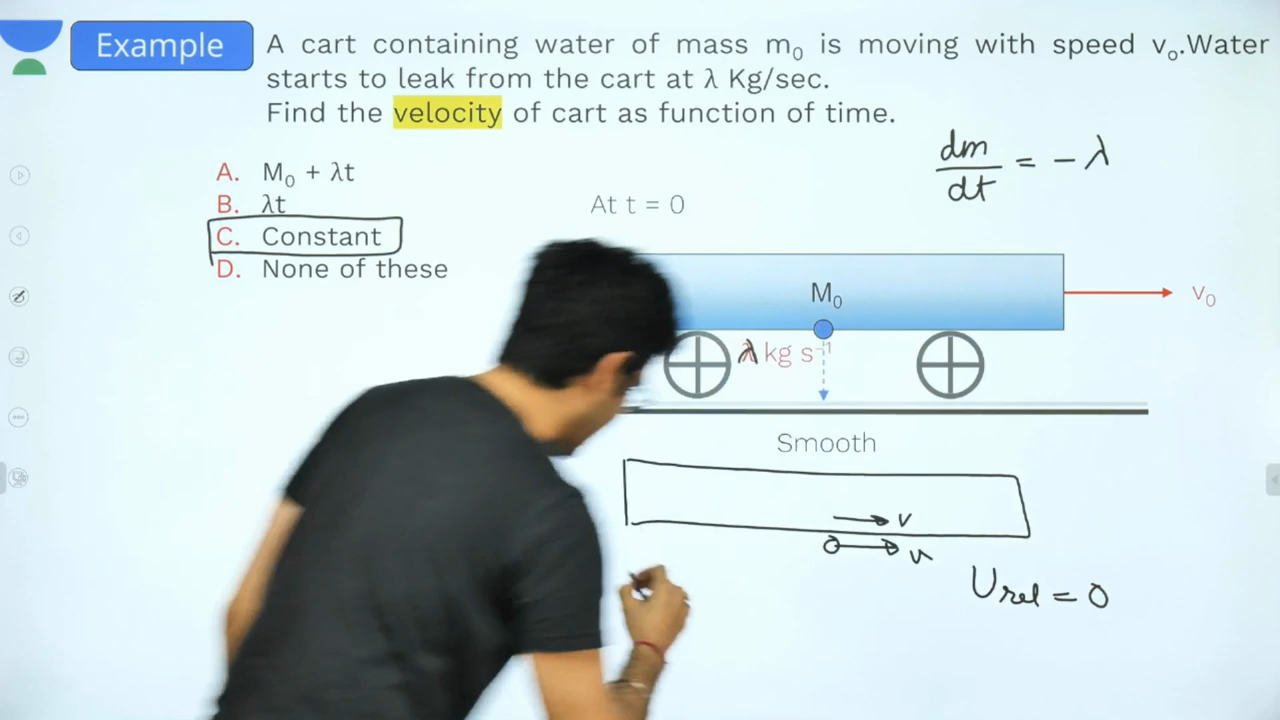 Example
A cart containing water of mass m₀ is moving with speed v₀.Water
starts to leak from the cart at λ Kg/sec.
Find the velocity of cart as function of time.
dm/dt = - λ
A. M₀ + λt
B. λt
C. Constant
D. None of these
At t = 0
M₀
v₀
λ kg s⁻¹
Smooth
v
v
Urel = 0